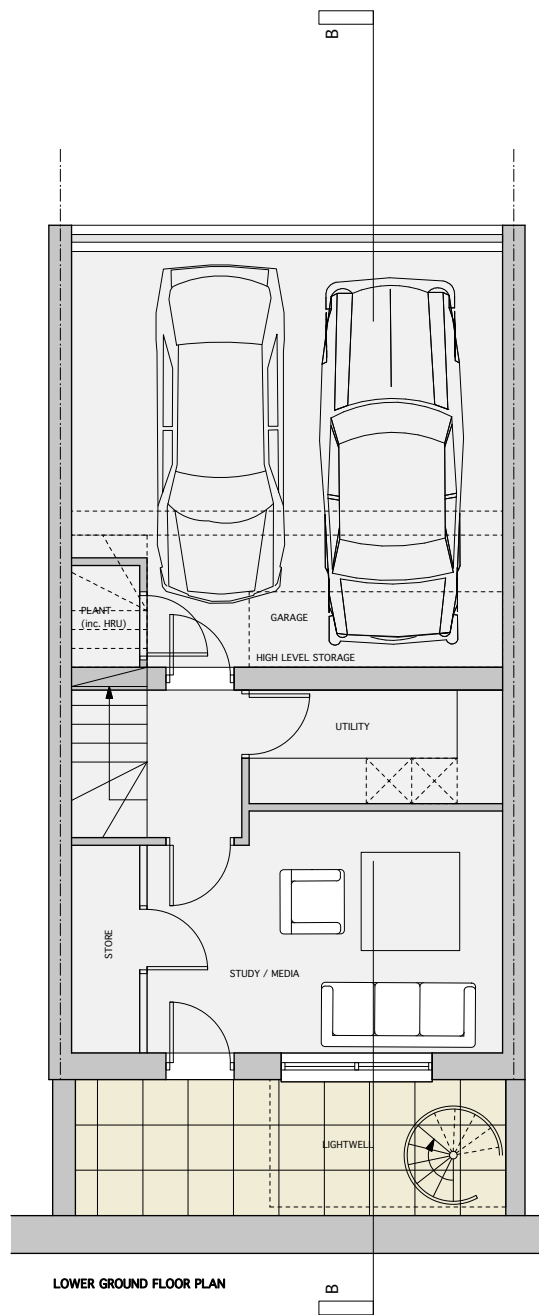 B
PLANT
(inc. HRU)
GARAGE
HIGH LEVEL STORAGE
UTILITY
STORE
STUDY / MEDIA
LIGHTWELL
LOWER GROUND FLOOR PLAN
B